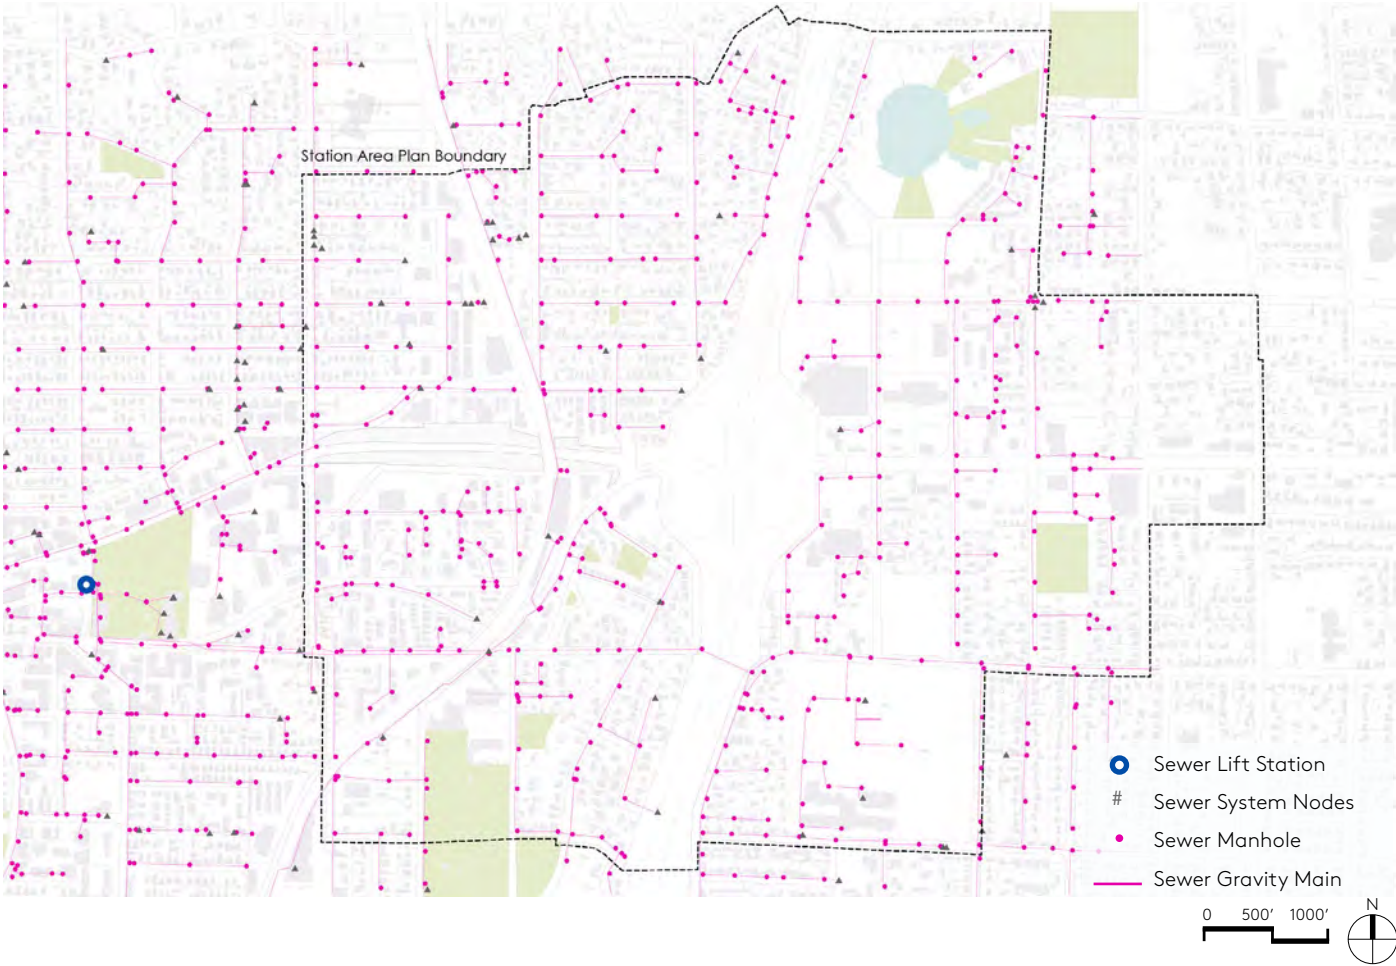 Station Area Plan Boundary
Sewer Lift Station
# Sewer System Nodes
Sewer Manhole
Sewer Gravity Main
0 500' 1000'
N